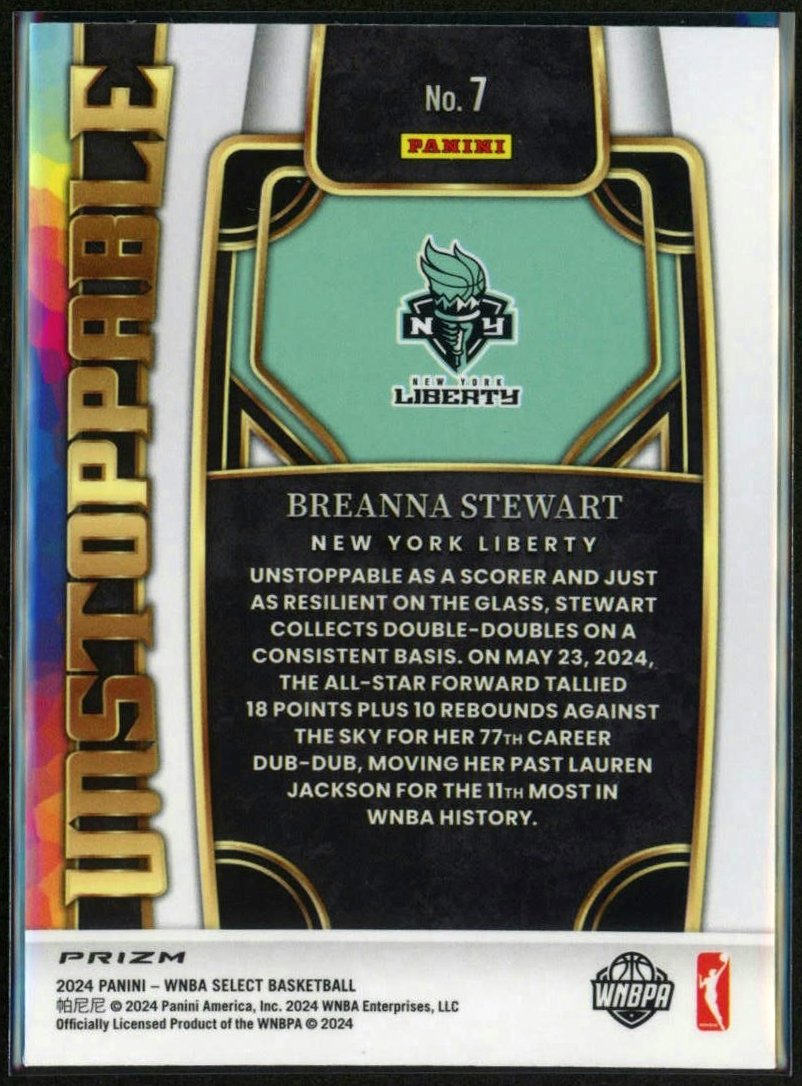 No. 7
PANINI
UNSTOPPABLE
N Y
NEW YORK
LIBERTY
BREANNA STEWART
NEW YORK LIBERTY
UNSTOPPABLE AS A SCORER AND JUST
AS RESILIENT ON THE GLASS, STEWART
COLLECTS DOUBLE-DOUBLES ON A
CONSISTENT BASIS. ON MAY 23, 2024,
THE ALL-STAR FORWARD TALLIED
18 POINTS PLUS 10 REBOUNDS AGAINST
THE SKY FOR HER 77TH CAREER
DUB-DUB, MOVING HER PAST LAUREN
JACKSON FOR THE 11TH MOST IN
WNBA HISTORY.
PRIZM
2024 PANINI – WNBA SELECT BASKETBALL
帕尼尼 © 2024 Panini America, Inc. 2024 WNBA Enterprises, LLC
Officially Licensed Product of the WNBPA © 2024
WNBPA